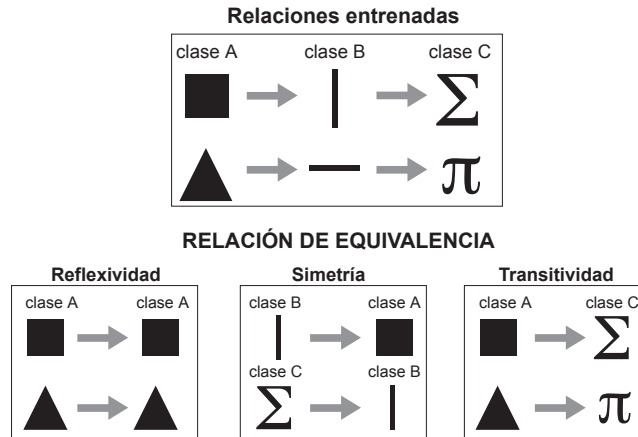 Relaciones entrenadas
clase A clase B clase C
Σ
π
RELACIÓN DE EQUIVALENCIA
Reflexividad Simetría Transitividad
clase A clase A clase B clase A clase A clase C
Σ
clase C clase B
Σ π